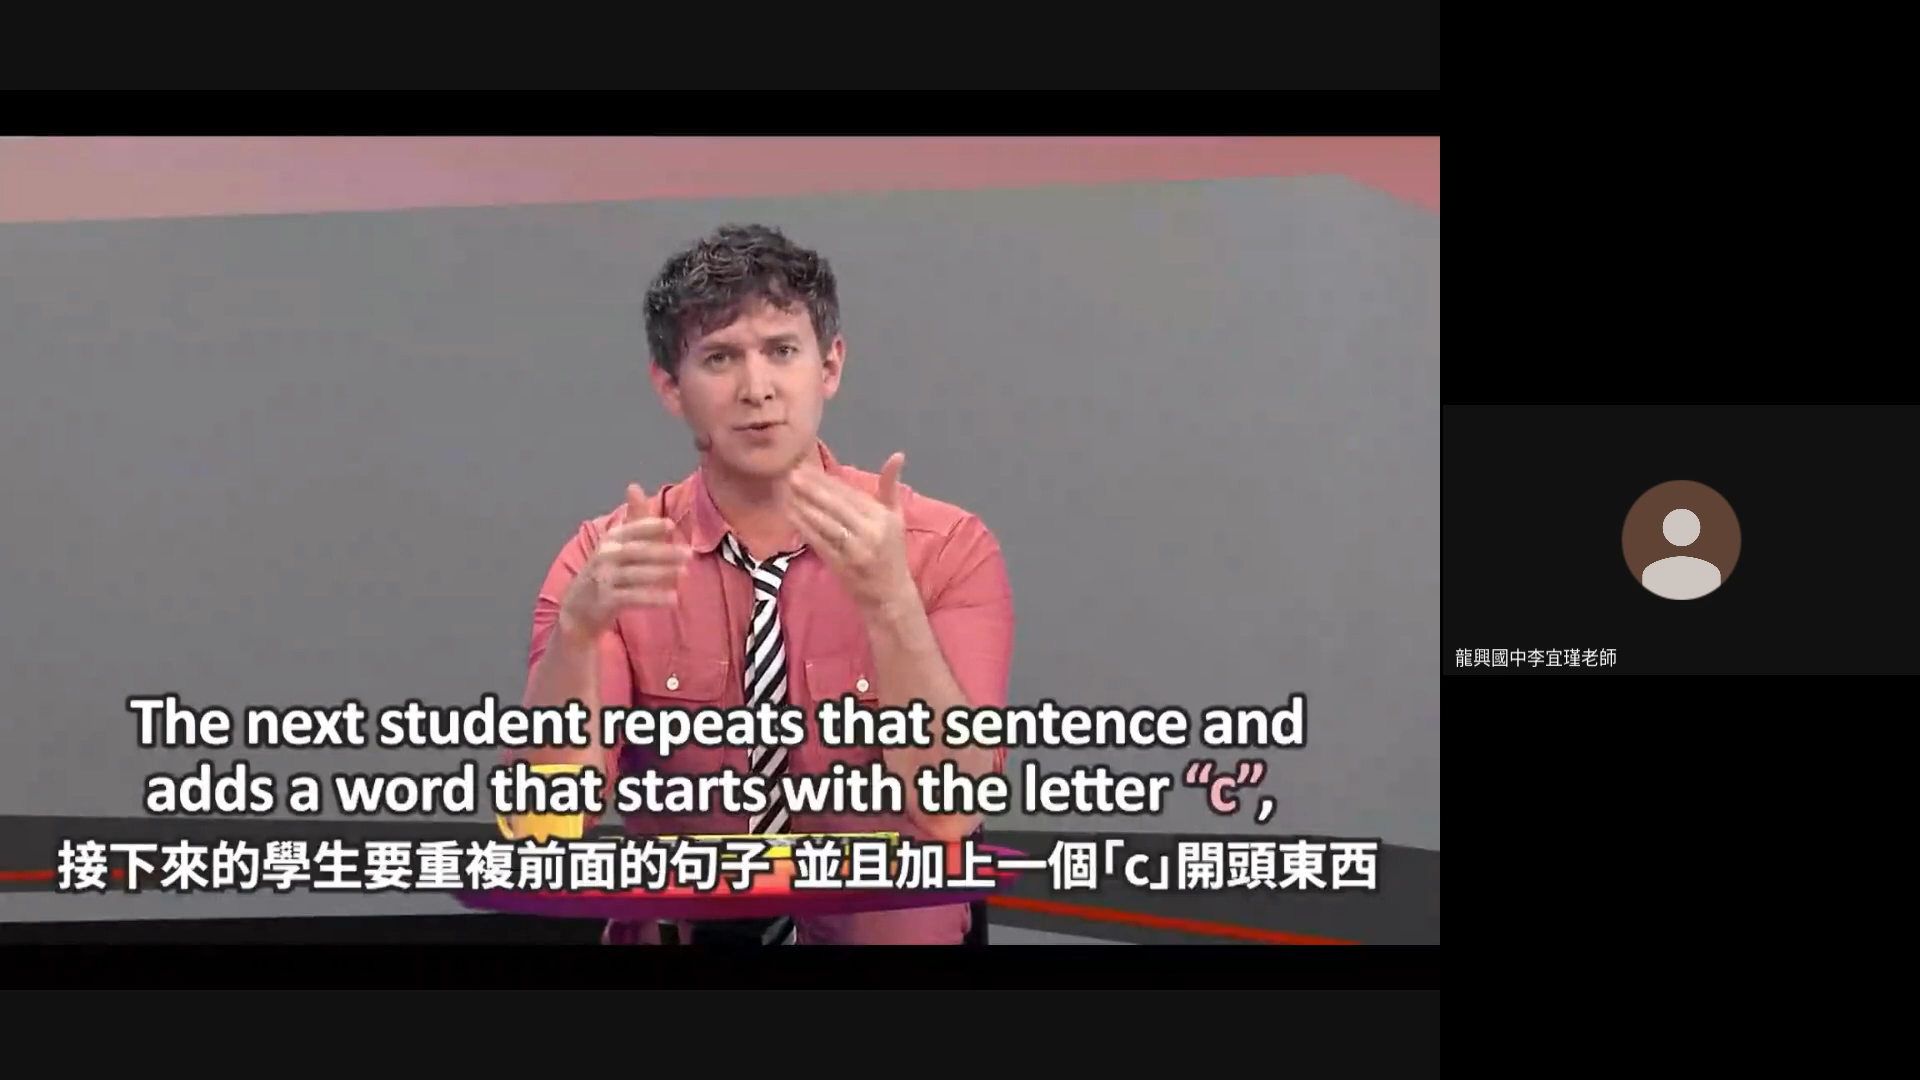 The next student repeats that sentence and
adds a word that starts with the letter “c”,
接下來的學生要重複前面的句子 並且加上一個「c」開頭東西
龍興國中李宜瑾老師